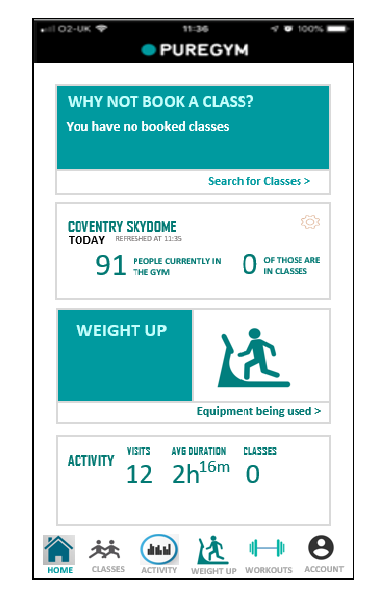 O2-UK 11:36 100%
PUREGYM
WHY NOT BOOK A CLASS?
You have no booked classes
Search for Classes >
COVENTRY SKYDOME
TODAY REFRESHED AT 11:35
91 PEOPLE CURRENTLY IN THE GYM
0 OF THOSE ARE IN CLASSES
WEIGHT UP
Equipment being used >
ACTIVITY
VISITS AVG DURATION CLASSES
12 2h16m 0
HOME CLASSES ACTIVITY WEIGHT UP WORKOUTS ACCOUNT